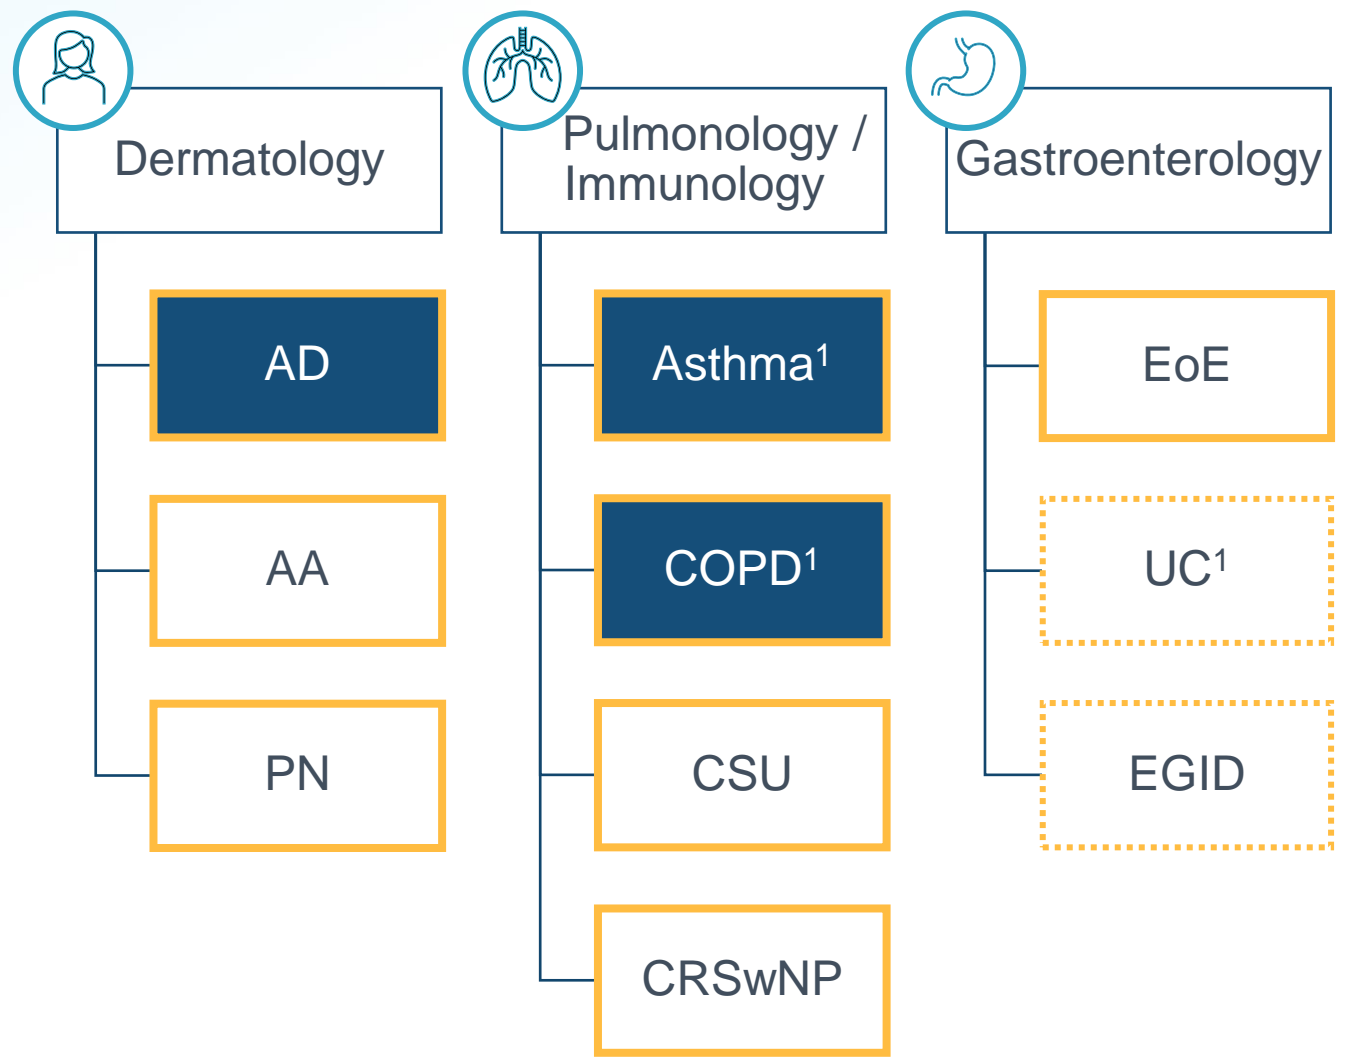 Dermatology
AD
AA
PN
Pulmonology /
Immunology
Asthma¹
COPD¹
CSU
CRSwNP
Gastroenterology
EoE
UC¹
EGID